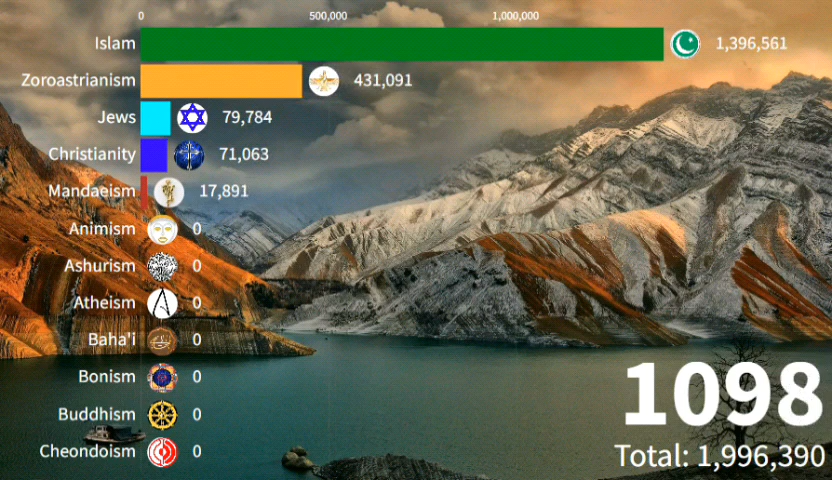 0 500,000 1,000,000
Islam 1,396,561
Zoroastrianism 431,091
Jews 79,784
Christianity 71,063
Mandaeism 17,891
Animism 0
Ashurism 0
Atheism 0
Baha'i 0
Bonism 0
Buddhism 0
Cheondoism 0
1098
Total: 1,996,390